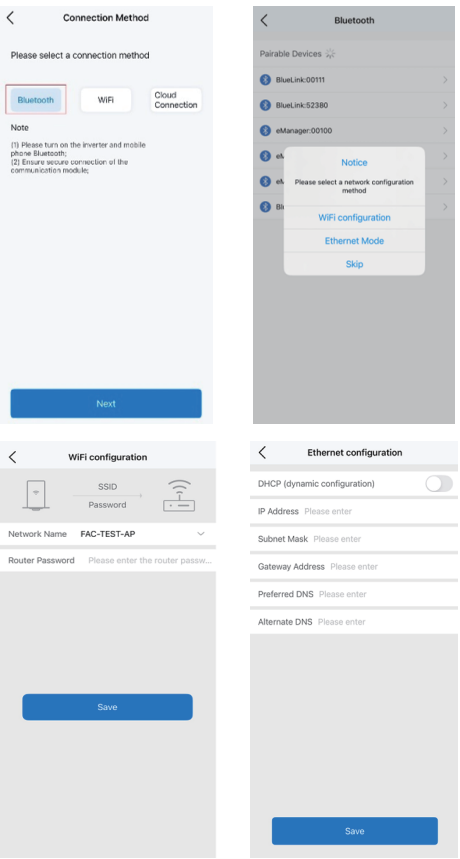 Connection Method
Please select a connection method
Bluetooth
WiFi
Cloud
Connection
Note
(1) Please turn on the inverter and mobile
phone Bluetooth;
(2) Ensure secure connection of the
communication module;
Next
Bluetooth
Pairable Devices
BlueLink:00111
BlueLink:52380
eManager:00100
eM
eM
Bl
Notice
Please select a network configuration
method
WiFi configuration
Ethernet Mode
Skip
WiFi configuration
SSID
Password
Network Name FAC-TEST-AP
Router Password Please enter the router passw...
Save
Ethernet configuration
DHCP (dynamic configuration)
IP Address Please enter
Subnet Mask Please enter
Gateway Address Please enter
Preferred DNS Please enter
Alternate DNS Please enter
Save